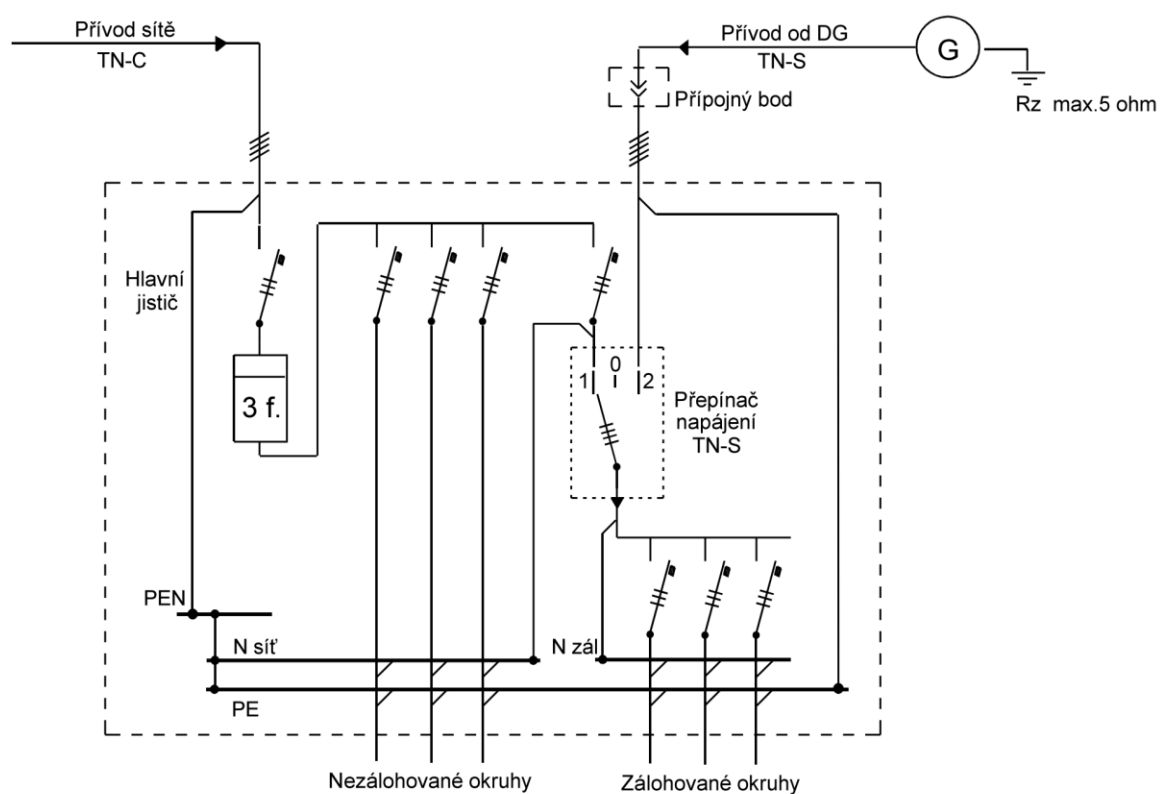 Přívod sítě
TN-C
Přívod od DG
TN-S
G
Přípojný bod
Rz max.5 ohm
Hlavní
jistič
3 f.
0
1
2
Přepínač
napájení
TN-S
PEN
N síť
N zál
PE
Nezálohované okruhy
Zálohované okruhy